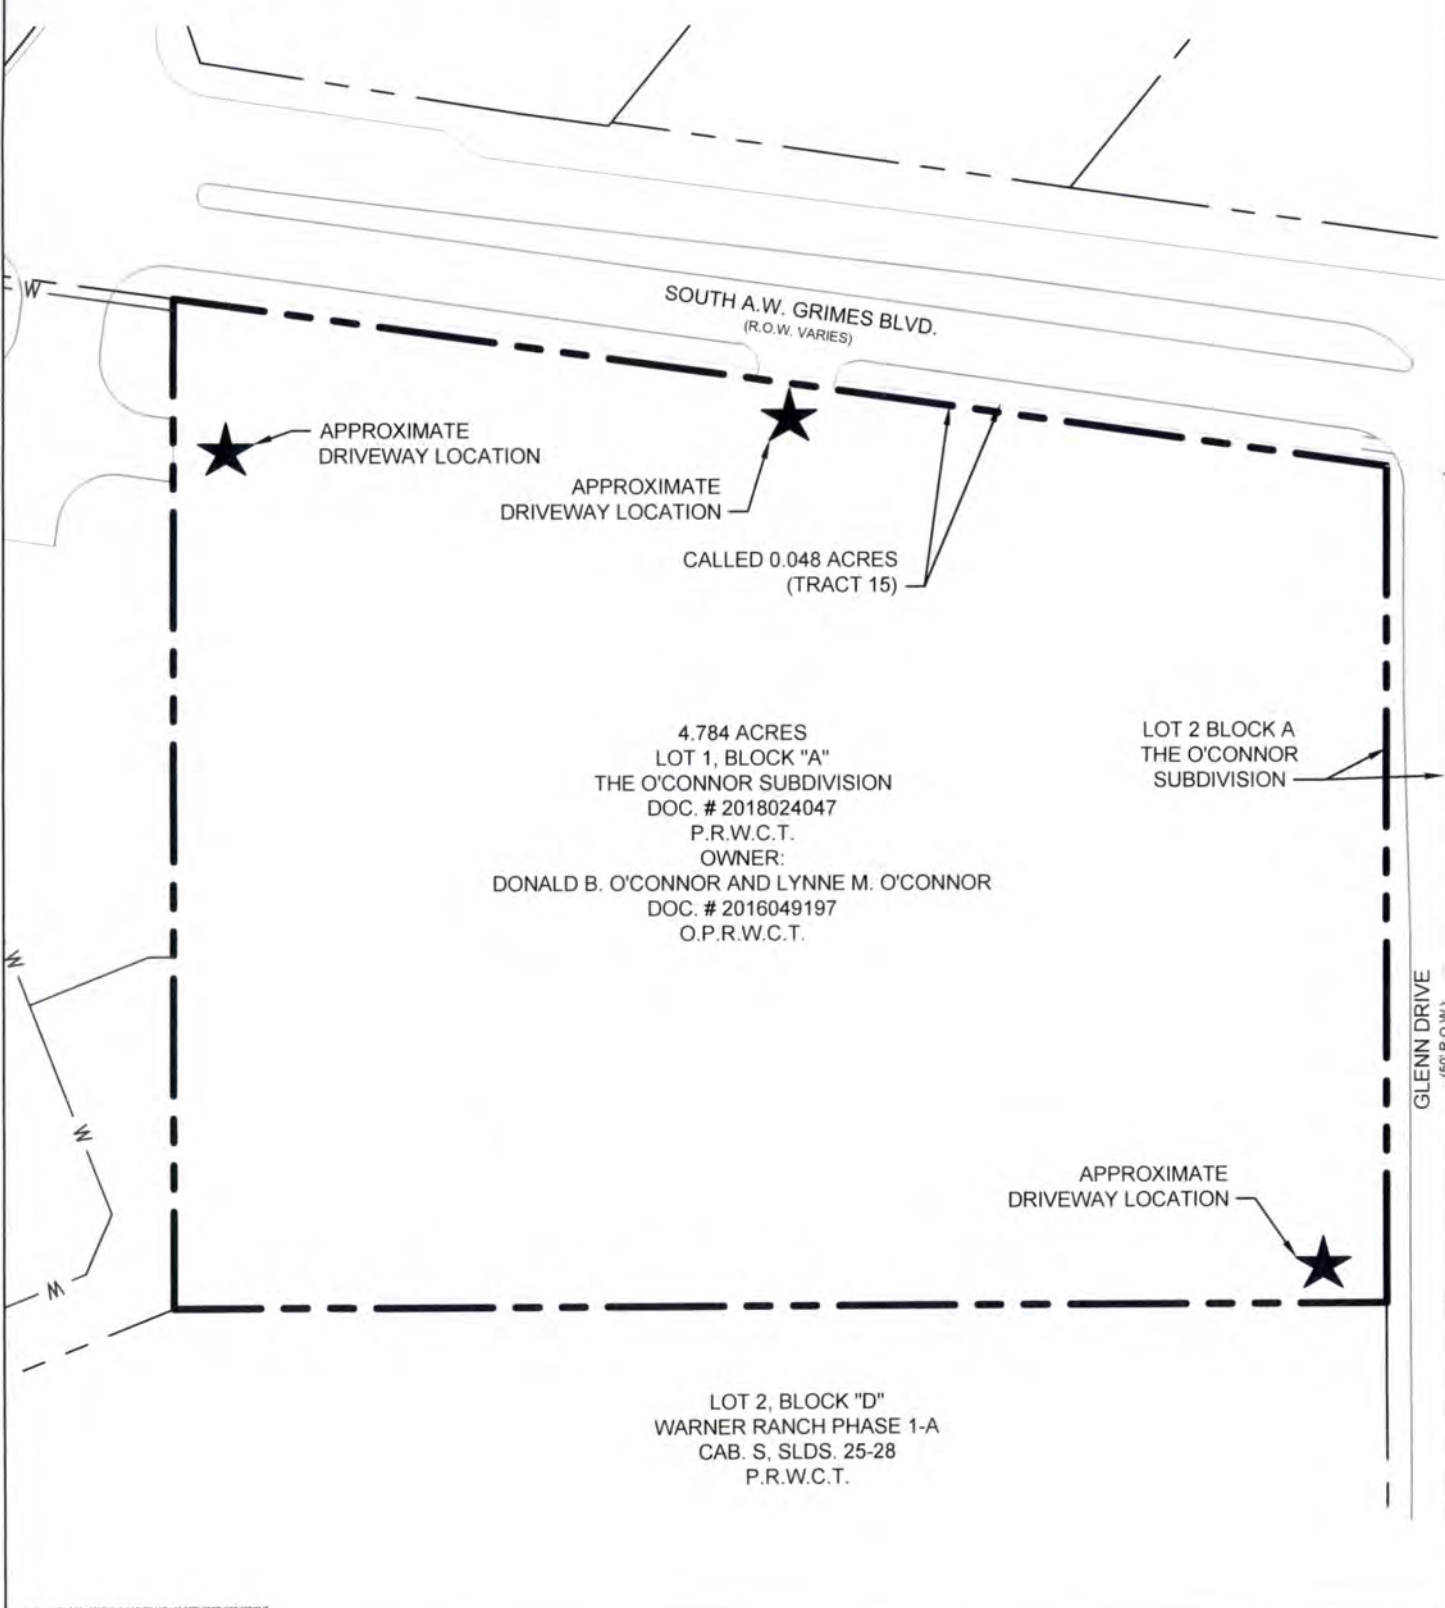 SOUTH A.W. GRIMES BLVD.
(R.O.W. VARIES)
W
APPROXIMATE
DRIVEWAY LOCATION
APPROXIMATE
DRIVEWAY LOCATION
CALLED 0.048 ACRES
(TRACT 15)
4.784 ACRES
LOT 1, BLOCK "A"
THE O'CONNOR SUBDIVISION
DOC. # 2018024047
P.R.W.C.T.
OWNER:
DONALD B. O'CONNOR AND LYNNE M. O'CONNOR
DOC. # 2016049197
O.P.R.W.C.T.
LOT 2 BLOCK A
THE O'CONNOR
SUBDIVISION
GLENN DRIVE
(50' R.O.W.)
W
W
W
APPROXIMATE
DRIVEWAY LOCATION
LOT 2, BLOCK "D"
WARNER RANCH PHASE 1-A
CAB. S, SLDS. 25-28
P.R.W.C.T.